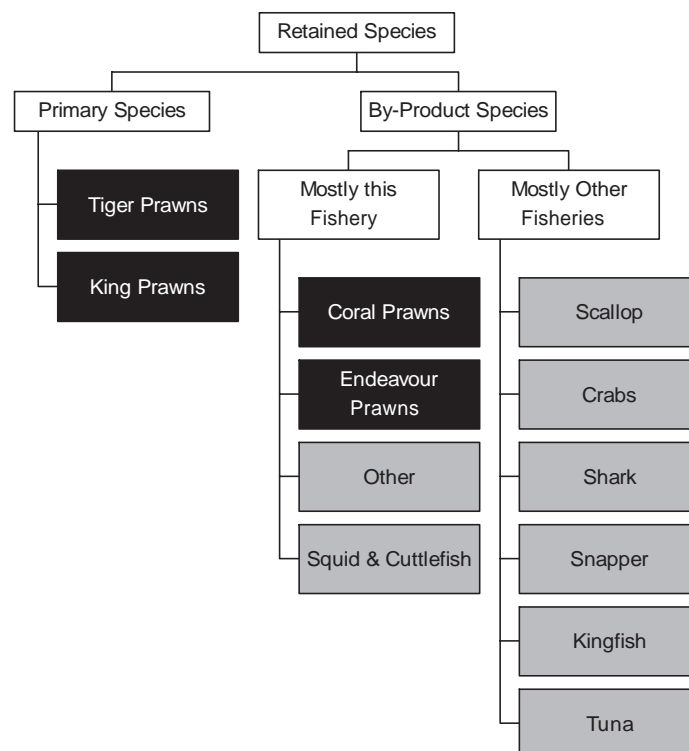 Retained Species
Primary Species
By-Product Species
Tiger Prawns
King Prawns
Mostly this
Fishery
Coral Prawns
Endeavour
Prawns
Other
Squid & Cuttlefish
Mostly Other
Fisheries
Scallop
Crabs
Shark
Snapper
Kingfish
Tuna